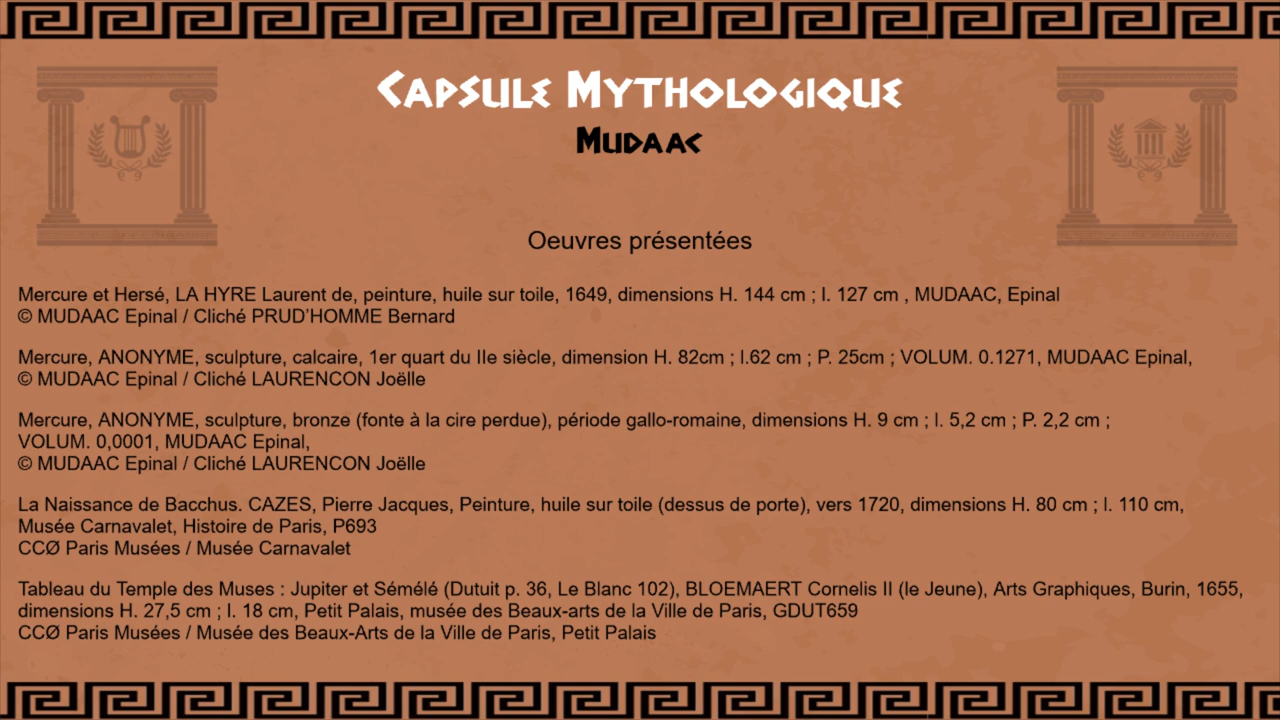 Capsule Mythologique
Mudaac
Oeuvres présentées
Mercure et Hersé, LA HYRE Laurent de, peinture, huile sur toile, 1649, dimensions H. 144 cm ; l. 127 cm , MUDAAC, Epinal
© MUDAAC Epinal / Cliché PRUD'HOMME Bernard
Mercure, ANONYME, sculpture, calcaire, 1er quart du IIe siècle, dimension H. 82cm ; l.62 cm ; P. 25cm ; VOLUM. 0.1271, MUDAAC Epinal,
© MUDAAC Epinal / Cliché LAURENCON Joëlle
Mercure, ANONYME, sculpture, bronze (fonte à la cire perdue), période gallo-romaine, dimensions H. 9 cm ; l. 5,2 cm ; P. 2,2 cm ;
VOLUM. 0,0001, MUDAAC Epinal,
© MUDAAC Epinal / Cliché LAURENCON Joëlle
La Naissance de Bacchus. CAZES, Pierre Jacques, Peinture, huile sur toile (dessus de porte), vers 1720, dimensions H. 80 cm ; l. 110 cm,
Musée Carnavalet, Histoire de Paris, P693
CCØ Paris Musées / Musée Carnavalet
Tableau du Temple des Muses : Jupiter et Sémélé (Dutuit p. 36, Le Blanc 102), BLOEMAERT Cornelis II (le Jeune), Arts Graphiques, Burin, 1655,
dimensions H. 27,5 cm ; l. 18 cm, Petit Palais, musée des Beaux-arts de la Ville de Paris, GDUT659
CCØ Paris Musées / Musée des Beaux-Arts de la Ville de Paris, Petit Palais